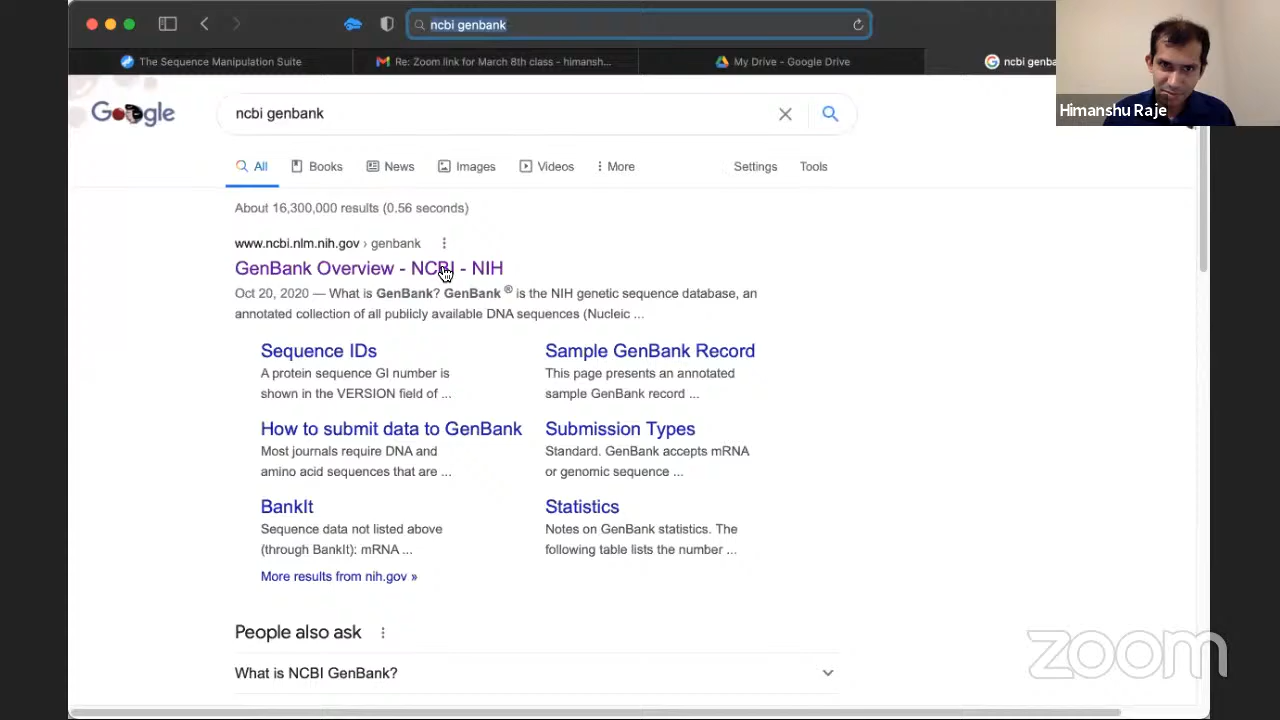 ncbi genbank
The Sequence Manipulation Suite
Re: Zoom link for March 8th class - himansh...
My Drive - Google Drive
ncbi genba
Himanshu Raje
Google
ncbi genbank
All
Books
News
Images
Videos
More
Settings
Tools
About 16,300,000 results (0.56 seconds)
www.ncbi.nlm.nih.gov › genbank
GenBank Overview - NCBI - NIH
Oct 20, 2020 — What is GenBank? GenBank ® is the NIH genetic sequence database, an
annotated collection of all publicly available DNA sequences (Nucleic ...
Sequence IDs
A protein sequence GI number is
shown in the VERSION field of ...
Sample GenBank Record
This page presents an annotated
sample GenBank record ...
How to submit data to GenBank
Most journals require DNA and
amino acid sequences that are ...
Submission Types
Standard. GenBank accepts mRNA
or genomic sequence ...
BankIt
Sequence data not listed above
(through BankIt): mRNA ...
Statistics
Notes on GenBank statistics. The
following table lists the number ...
More results from nih.gov »
People also ask
What is NCBI GenBank?
zoom